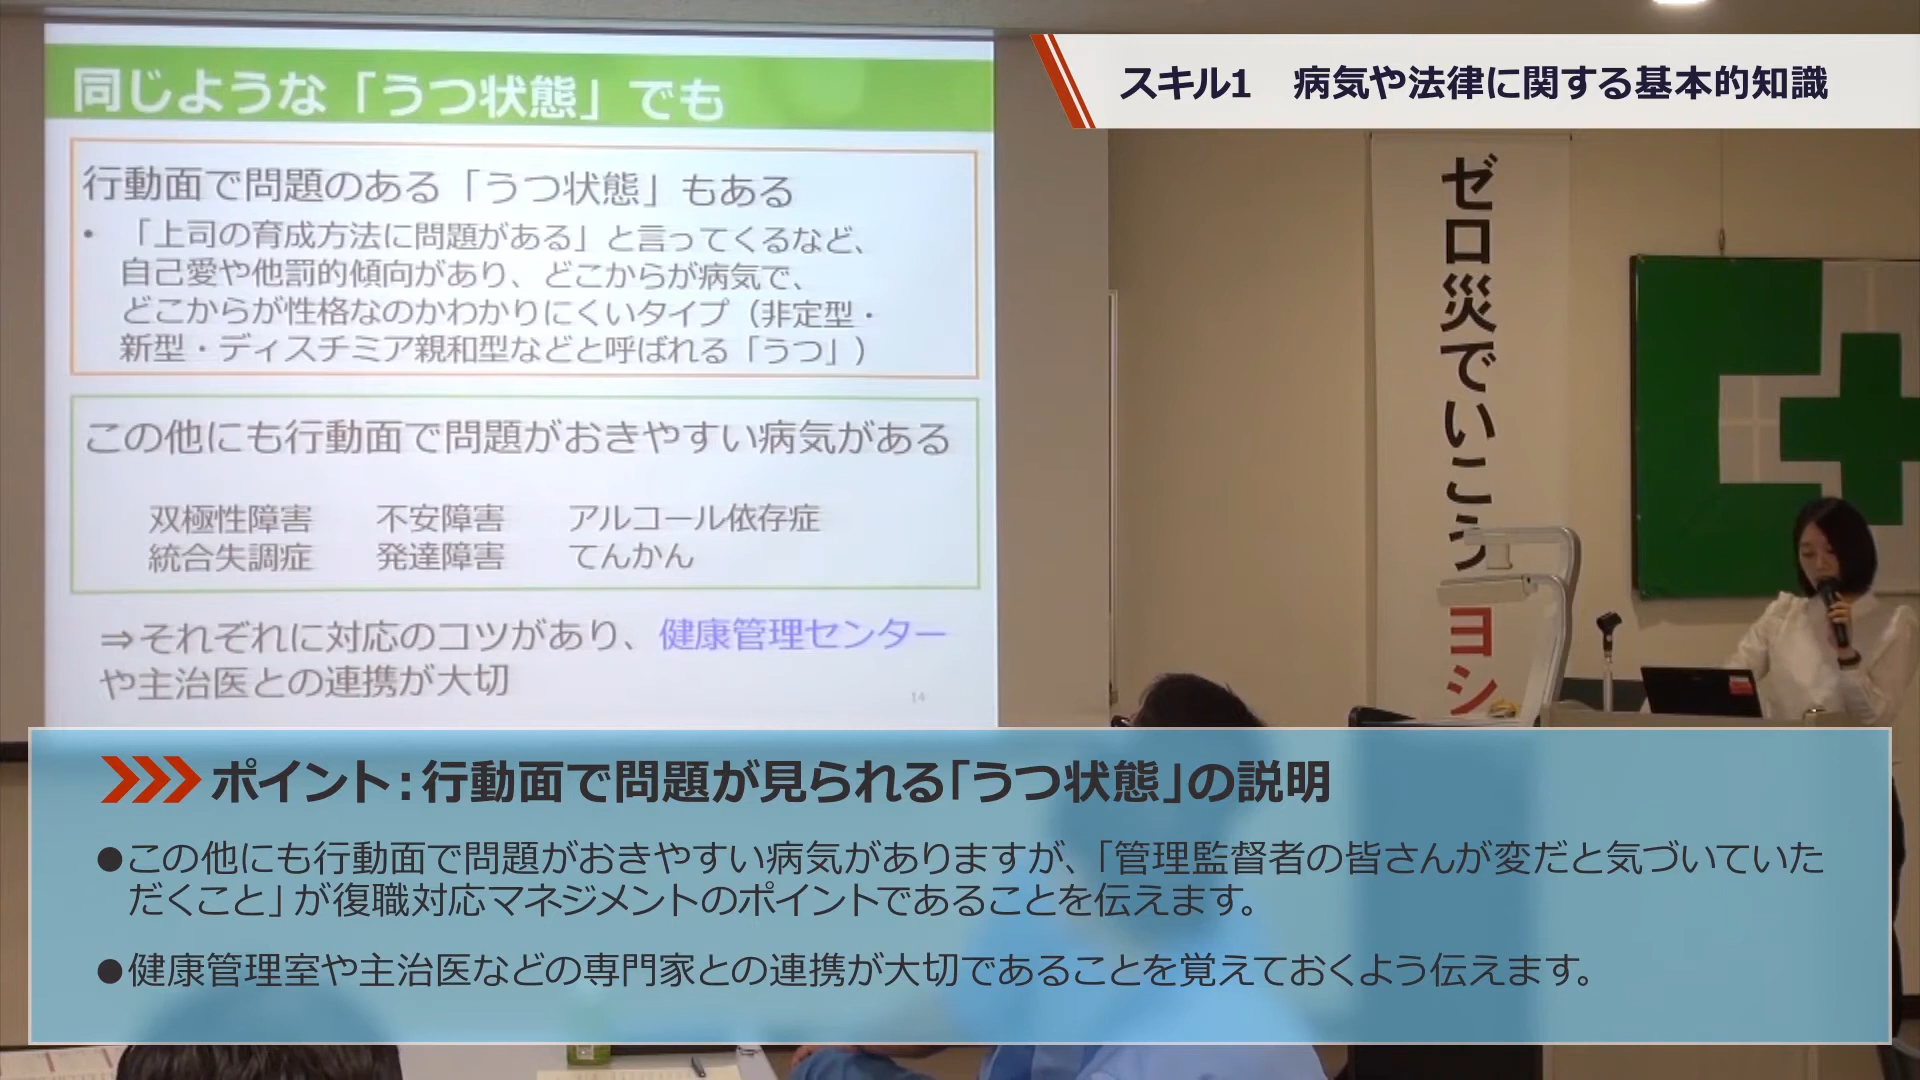 同じような「うつ状態」でも
行動面で問題のある「うつ状態」もある
• 「上司の育成方法に問題がある」と言ってくるなど、
自己愛や他罰的傾向があり、どこからが病気で、
どこからが性格なのかわかりにくいタイプ（非定型・
新型・ディスチミア親和型などと呼ばれる「うつ」）
この他にも行動面で問題がおきやすい病気がある
双極性障害 不安障害 アルコール依存症
統合失調症 発達障害 てんかん
⇒それぞれに対応のコツがあり、健康管理センター
や主治医との連携が大切
14
スキル1 病気や法律に関する基本的知識
ゼロ災でいこう ヨシ
ポイント：行動面で問題が見られる「うつ状態」の説明
●この他にも行動面で問題がおきやすい病気がありますが、「管理監督者の皆さんが変だと気づいていた
だくこと」が復職対応マネジメントのポイントであることを伝えます。
●健康管理室や主治医などの専門家との連携が大切であることを覚えておくよう伝えます。